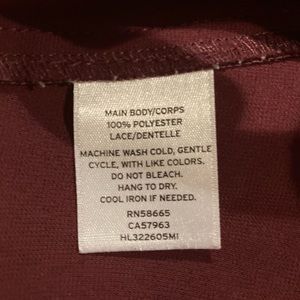 MAIN BODY/CORPS
100% POLYESTER
LACE/DENTELLE
MACHINE WASH COLD, GENTLE
CYCLE, WITH LIKE COLORS.
DO NOT BLEACH.
HANG TO DRY.
COOL IRON IF NEEDED.
RN58665
CA57963
HL322605MI